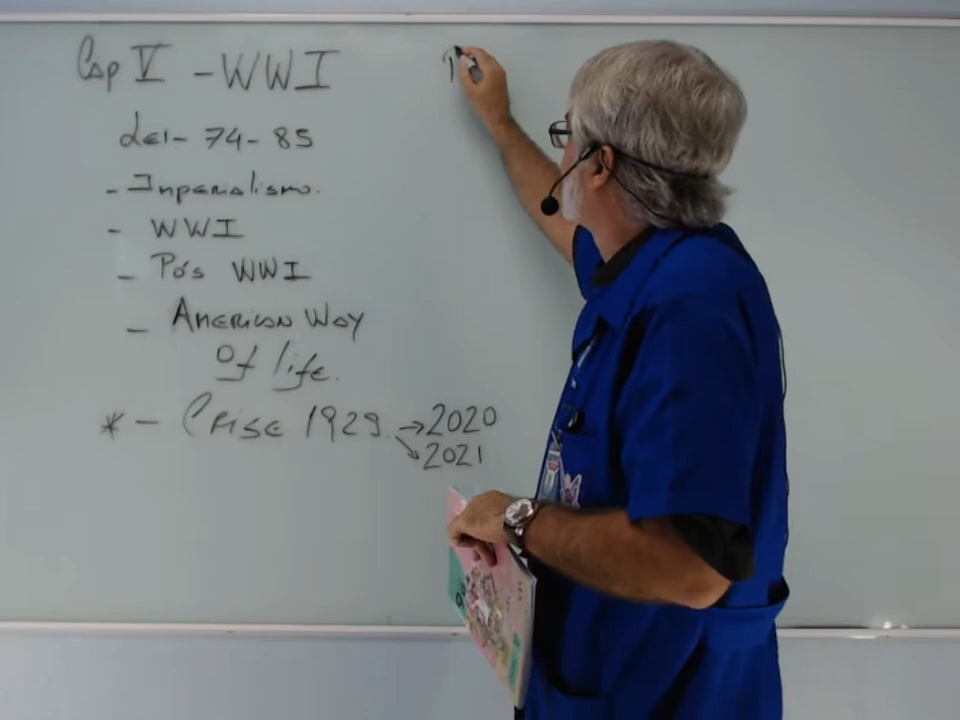 Cap V - WWI
Lei - 74 - 85
- Imperialismo.
- WWI
- Pós WWI
- American Way
Of life.
* - Crise 1929 → 2020
↘ 2021